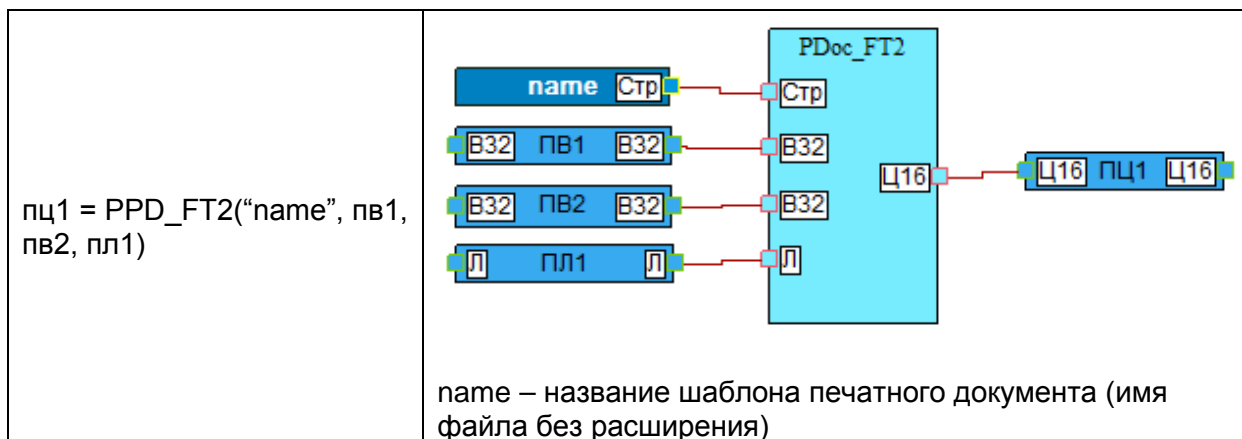 пц1 = PPD_FT2(“name”, пв1,
пв2, пл1)
PDoc_FT2
name Стр
Стр
В32 ПВ1 В32
В32
Ц16
Ц16 ПЦ1 Ц16
В32 ПВ2 В32
В32
Л ПЛ1 Л
Л
name – название шаблона печатного документа (имя
файла без расширения)